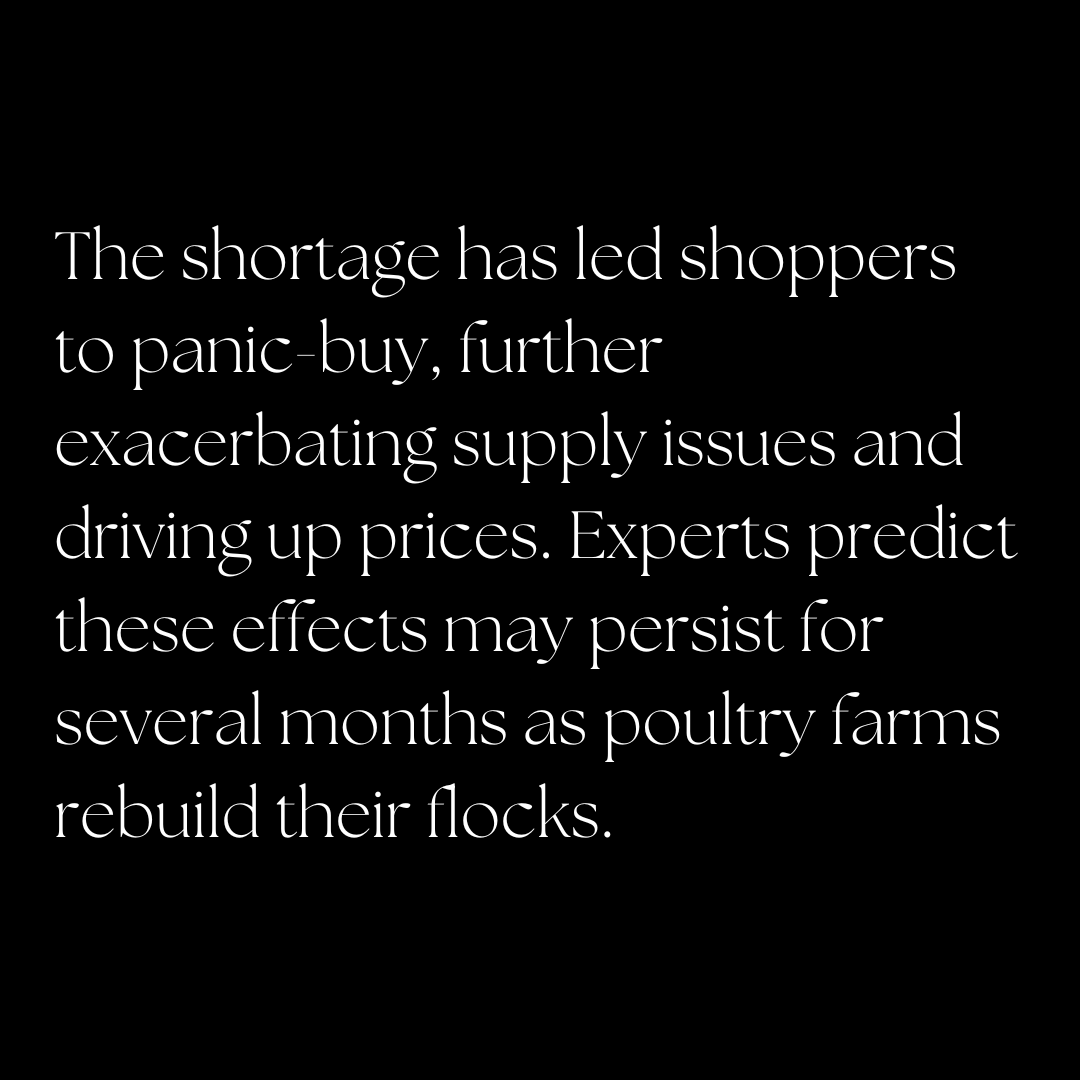 The shortage has led shoppers
to panic-buy, further
exacerbating supply issues and
driving up prices. Experts predict
these effects may persist for
several months as poultry farms
rebuild their flocks.